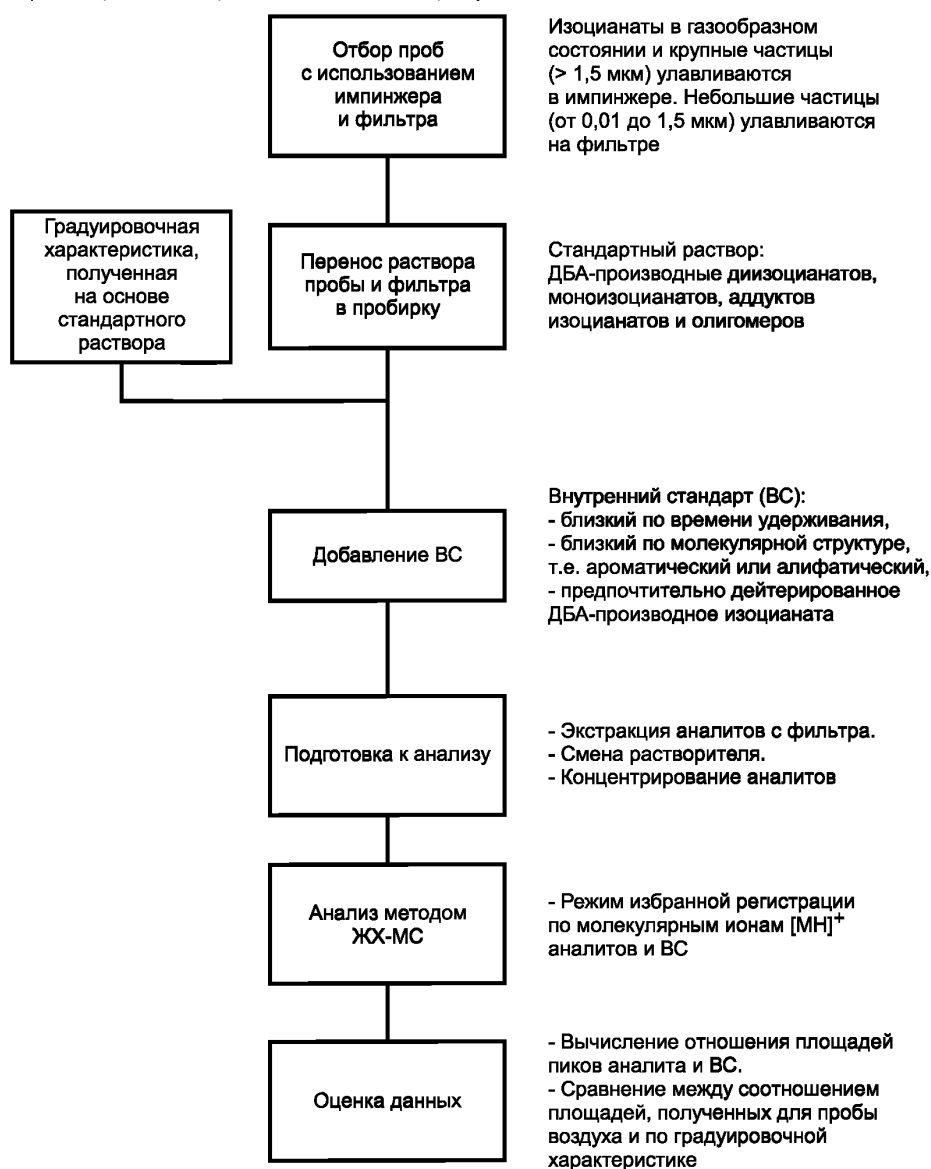 Отбор проб
с использованием
импинжера
и фильтра
Изоцианаты в газообразном
состоянии и крупные частицы
(> 1,5 мкм) улавливаются
в импинжере. Небольшие частицы
(от 0,01 до 1,5 мкм) улавливаются
на фильтре
Градуировочная
характеристика,
полученная
на основе
стандартного
раствора
Перенос раствора
пробы и фильтра
в пробирку
Стандартный раствор:
ДБА-производные диизоцианатов,
моноизоцианатов, аддуктов
изоцианатов и олигомеров
Добавление ВС
Внутренний стандарт (ВС):
- близкий по времени удерживания,
- близкий по молекулярной структуре,
т.е. ароматический или алифатический,
- предпочтительно дейтерированное
ДБА-производное изоцианата
Подготовка к анализу
- Экстракция аналитов с фильтра.
- Смена растворителя.
- Концентрирование аналитов
Анализ методом
ЖХ-МС
- Режим избранной регистрации
по молекулярным ионам [МН]⁺
аналитов и ВС
Оценка данных
- Вычисление отношения площадей
пиков аналита и ВС.
- Сравнение между соотношением
площадей, полученных для пробы
воздуха и по градуировочной
характеристике